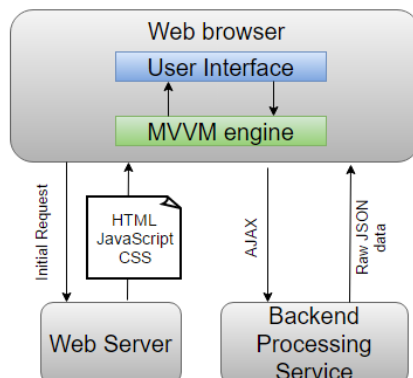 Web browser
User Interface
MVVM engine
Initial Request
HTML
JavaScript
CSS
AJAX
Raw JSON
data
Web Server
Backend
Processing
Service